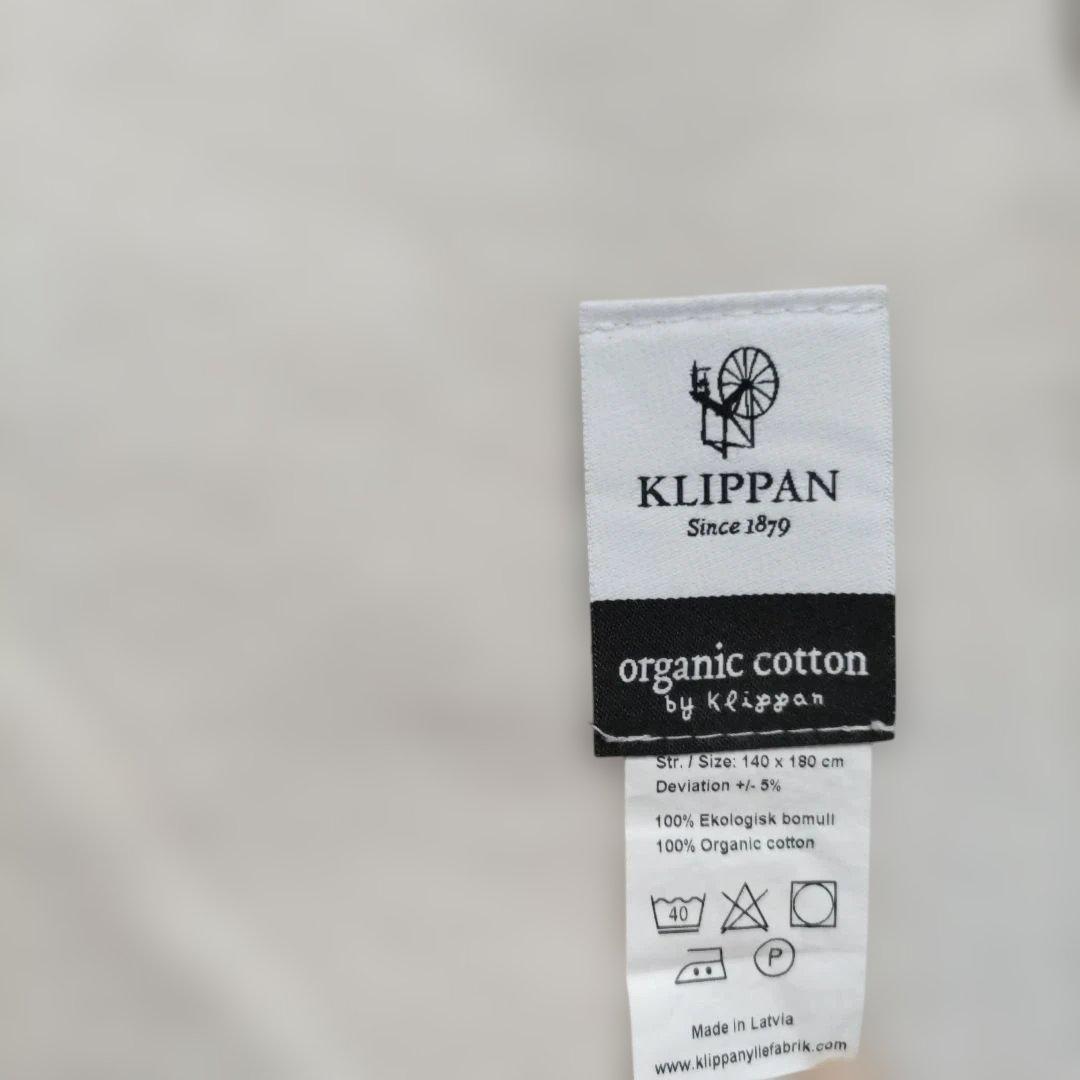 KLIPPAN
Since 1879
organic cotton
by klippan
Str. / Size: 140 x 180 cm
Deviation +/- 5%
100% Ekologisk bomull
100% Organic cotton
40
P
Made in Latvia
www.klippanyllefabrik.com